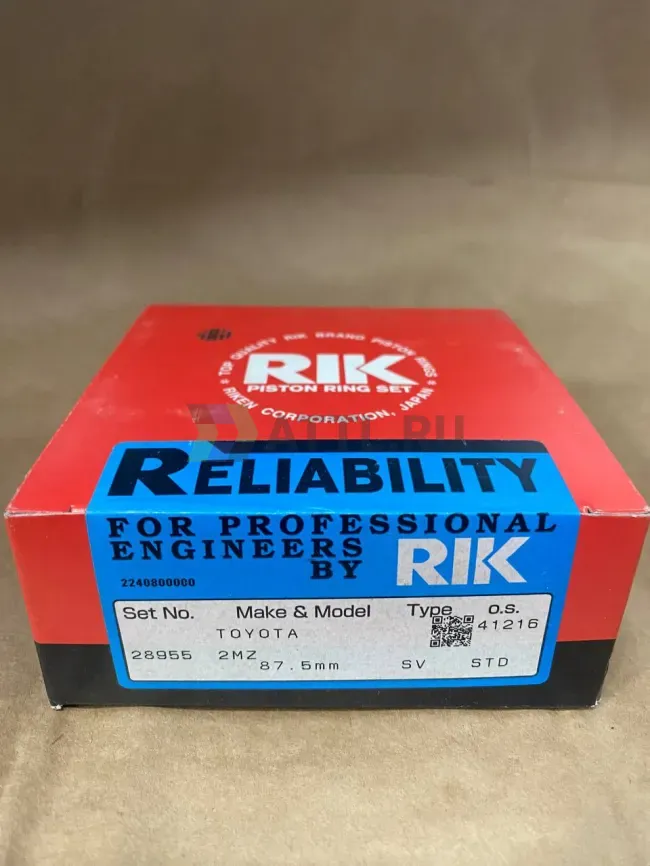 TOP QUALITY RIK BRAND PISTON RINGS
RIK
PISTON RING SET
RIKEN CORPORATION, JAPAN
RELIABILITY
FOR PROFESSIONAL
ENGINEERS
BY RIK
2240800000
Set No. Make & Model Type o.s.
TOYOTA 41216
28955 2MZ
87.5mm SV STD